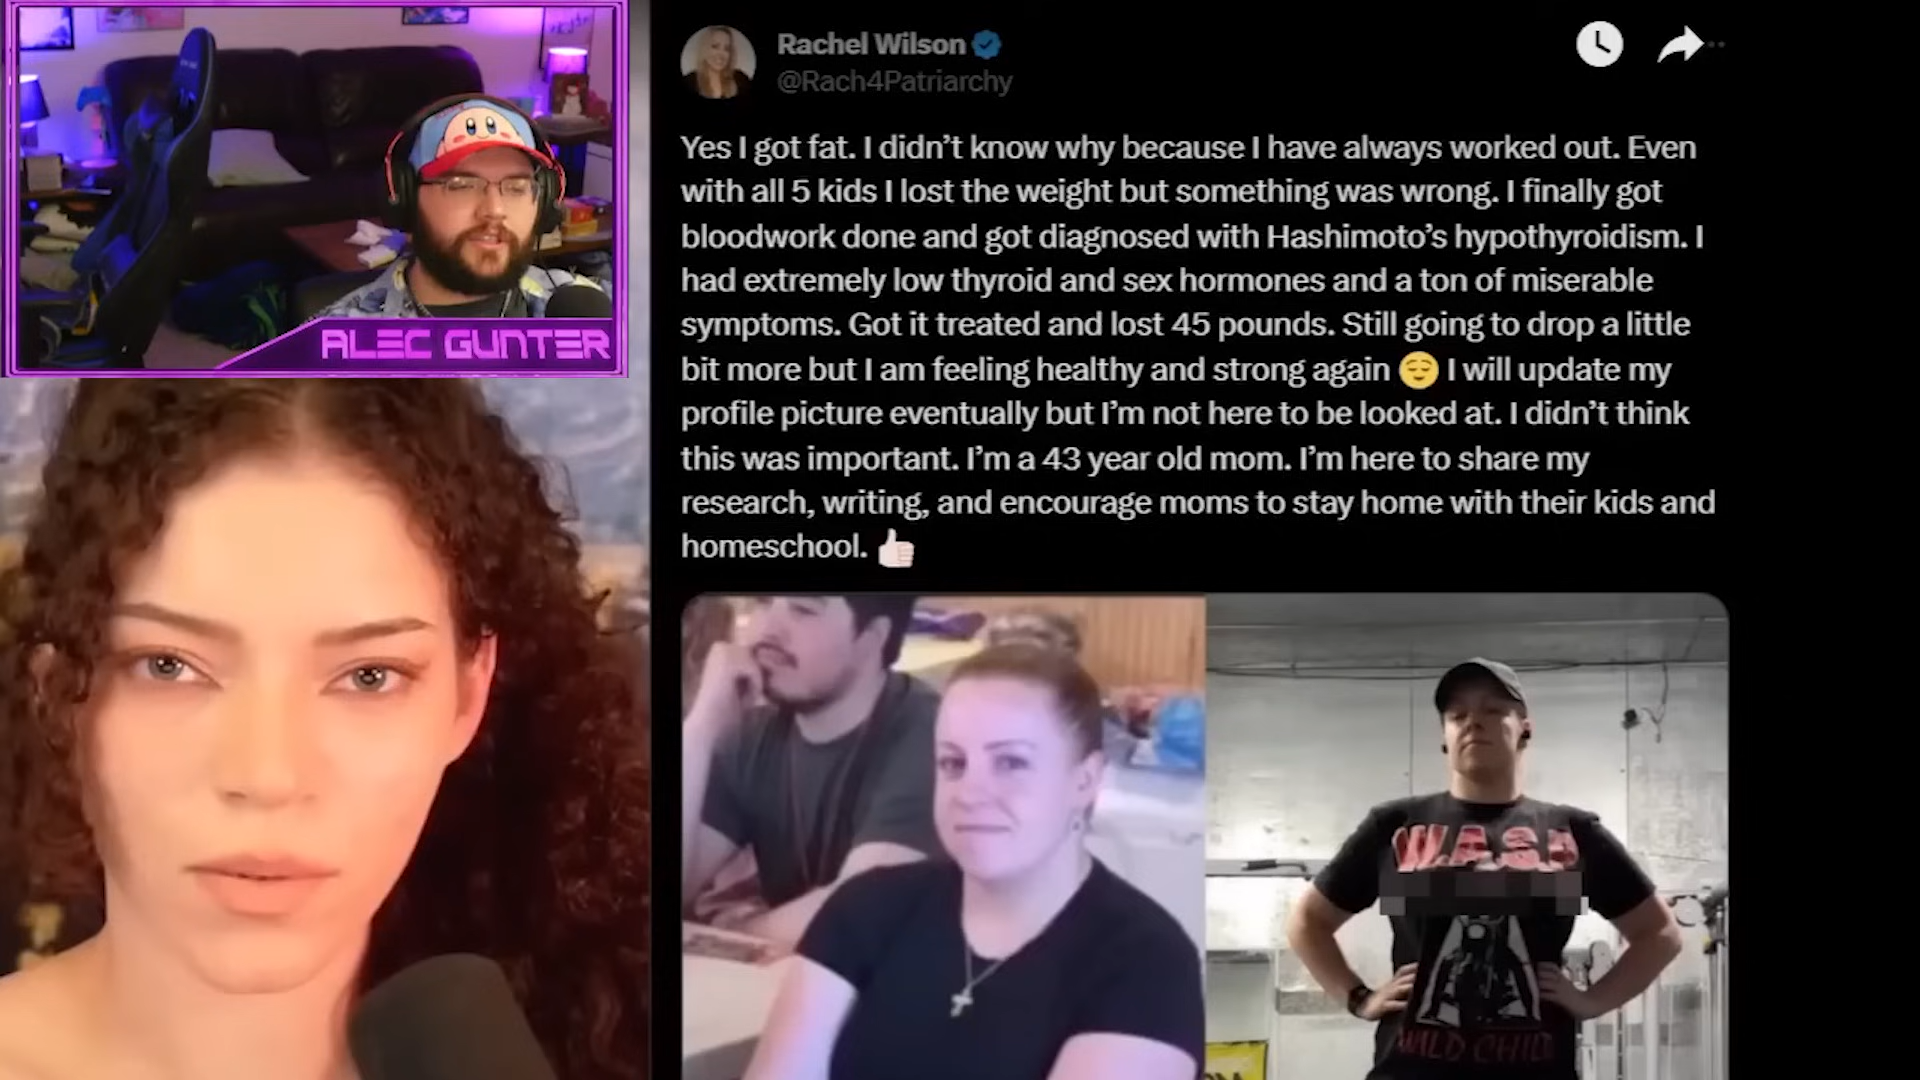 ALEC GUNTER
Rachel Wilson
@Rach4Patriarchy
Yes I got fat. I didn’t know why because I have always worked out. Even
with all 5 kids I lost the weight but something was wrong. I finally got
bloodwork done and got diagnosed with Hashimoto’s hypothyroidism. I
had extremely low thyroid and sex hormones and a ton of miserable
symptoms. Got it treated and lost 45 pounds. Still going to drop a little
bit more but I am feeling healthy and strong again 😌 I will update my
profile picture eventually but I’m not here to be looked at. I didn’t think
this was important. I’m a 43 year old mom. I’m here to share my
research, writing, and encourage moms to stay home with their kids and
homeschool. 👍🏻
W.A.S.P
WILD CHILD